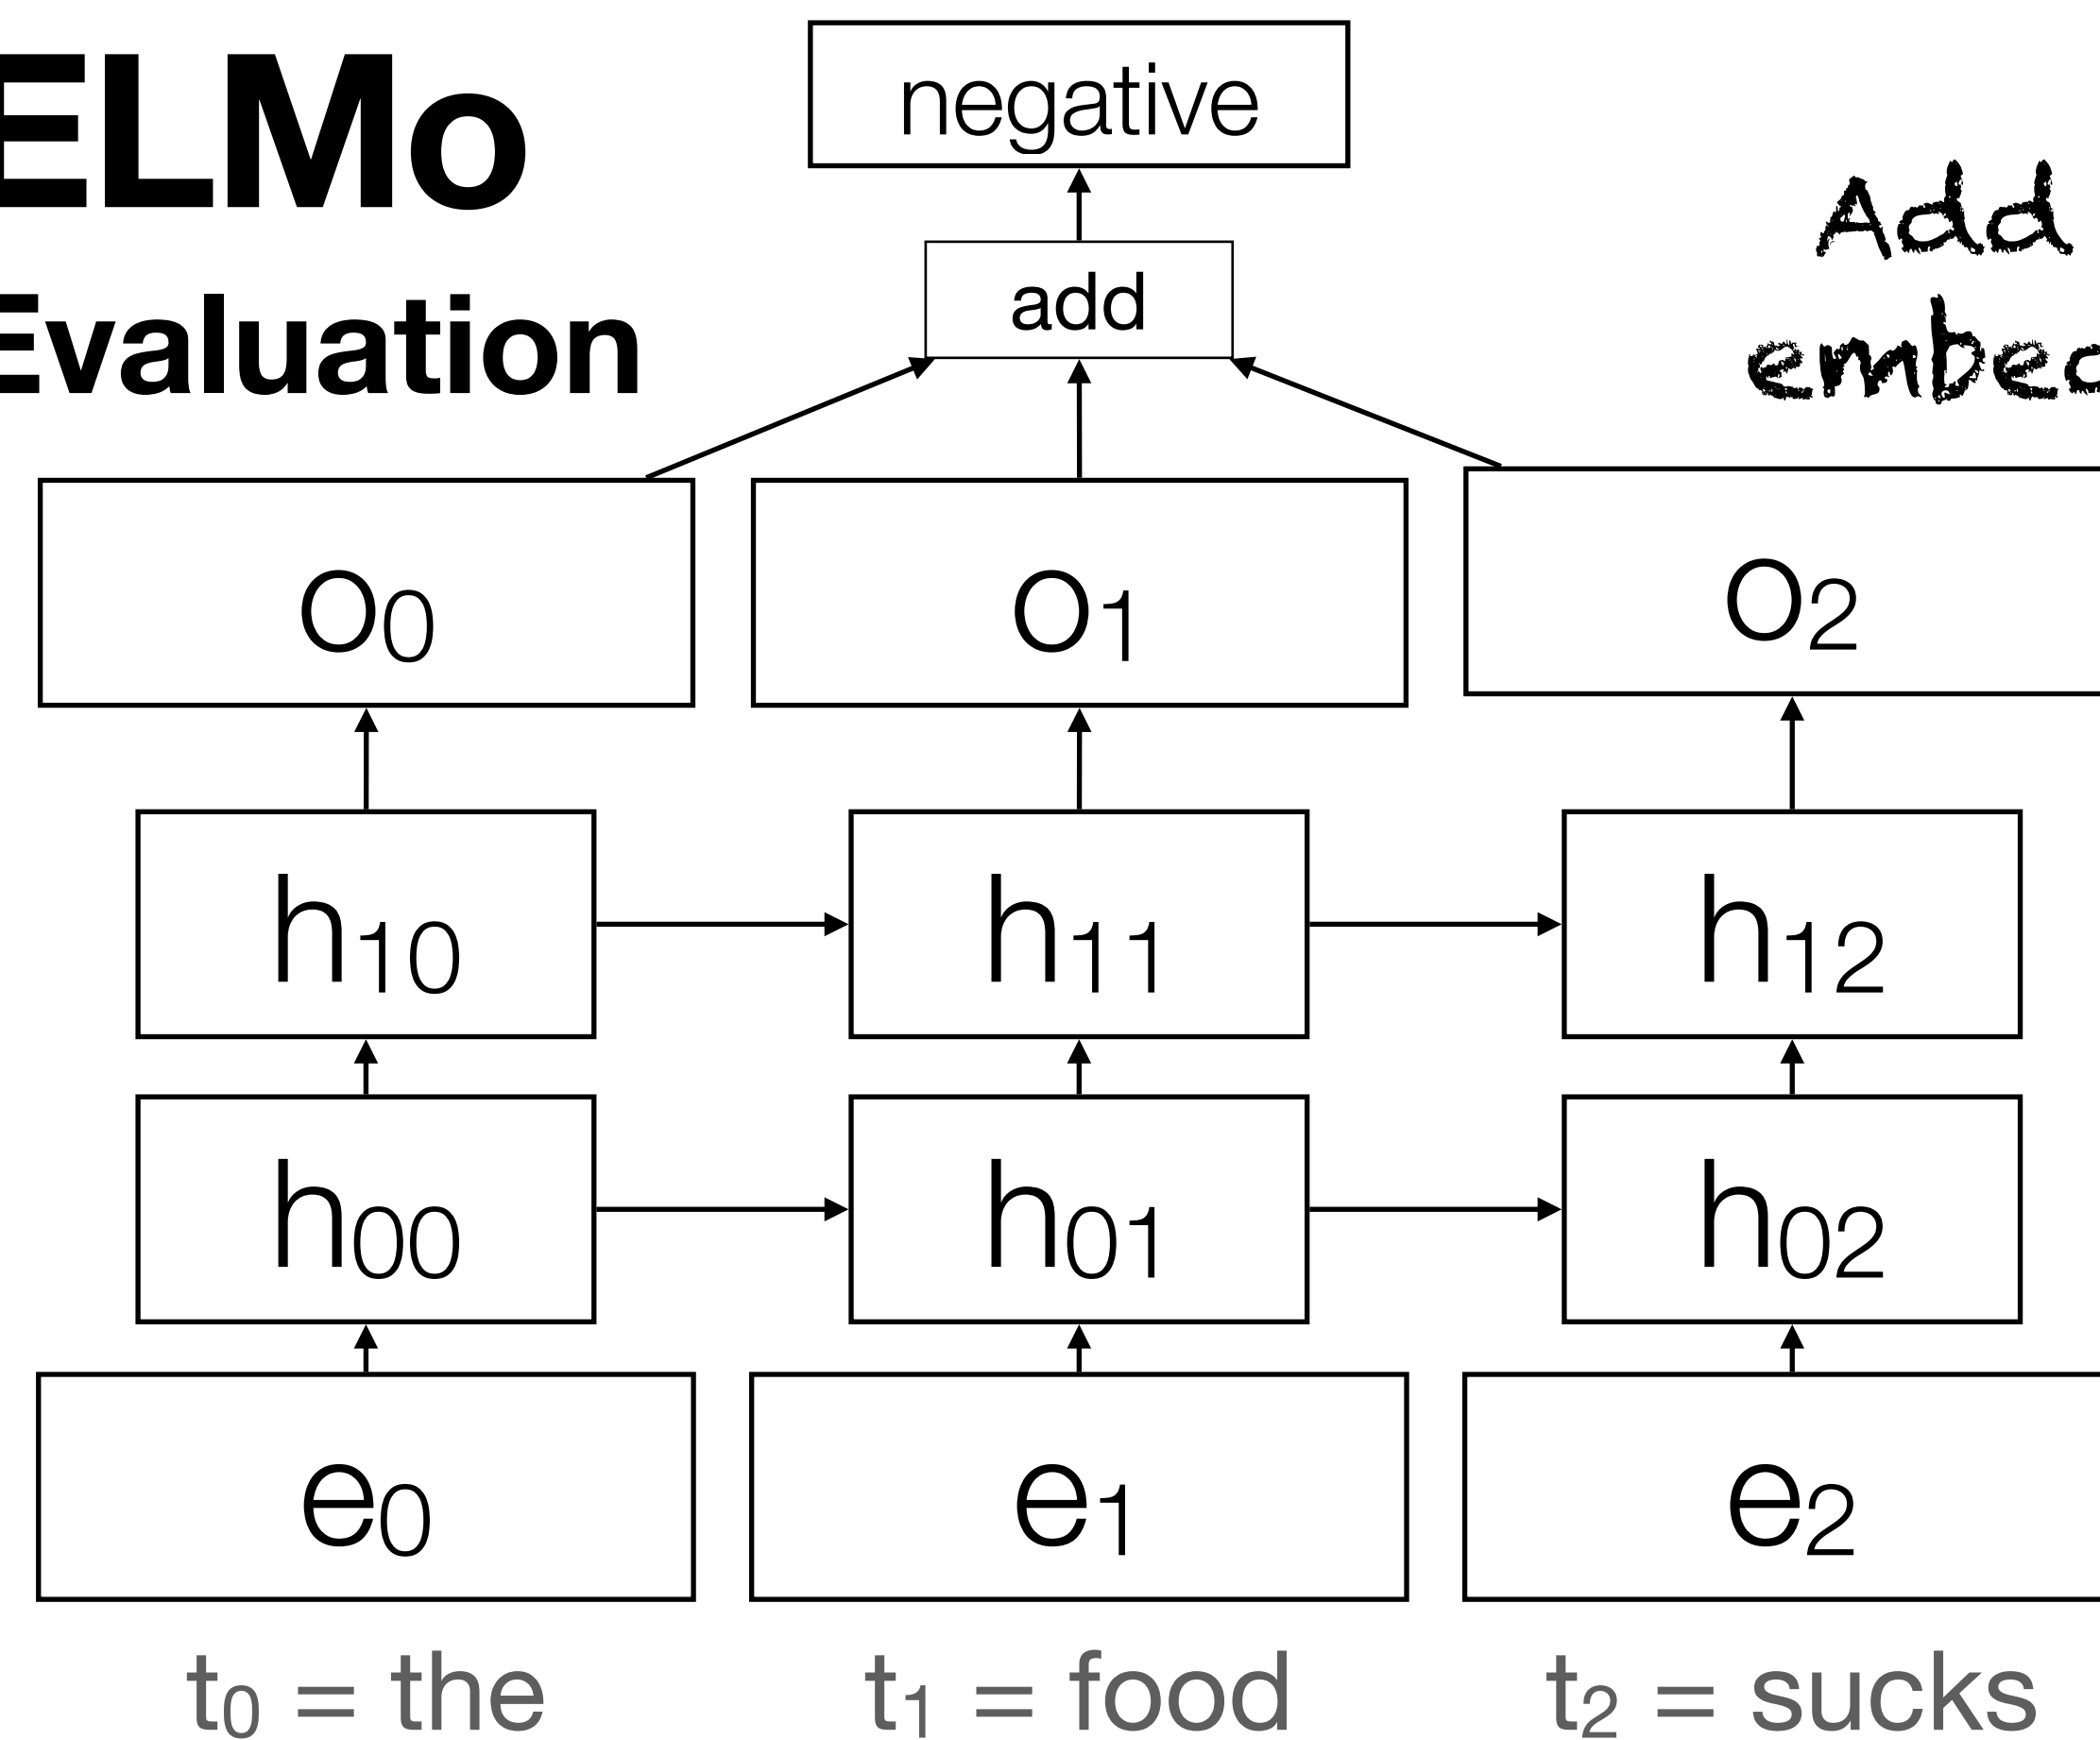 ELMo
Evaluation
negative
Add
add
o0 o1 o2
h10 h11 h12
h00 h01 h02
e0 e1 e2
t0 = the t1 = food t2 = sucks